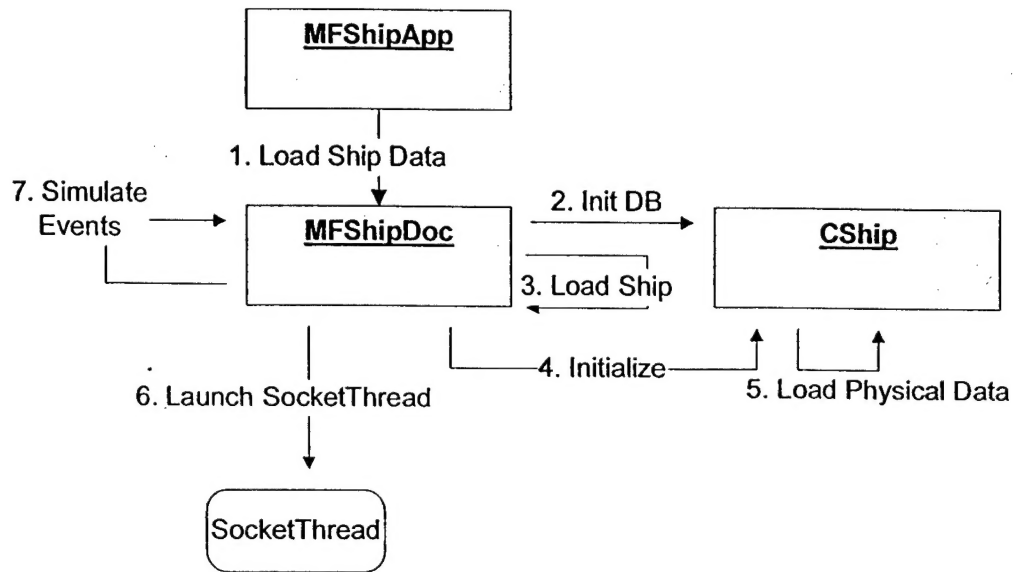 MFShipApp
1. Load Ship Data
7. Simulate
Events
MFShipDoc
2. Init DB
CShip
3. Load Ship
4. Initialize
5. Load Physical Data
6. Launch SocketThread
SocketThread